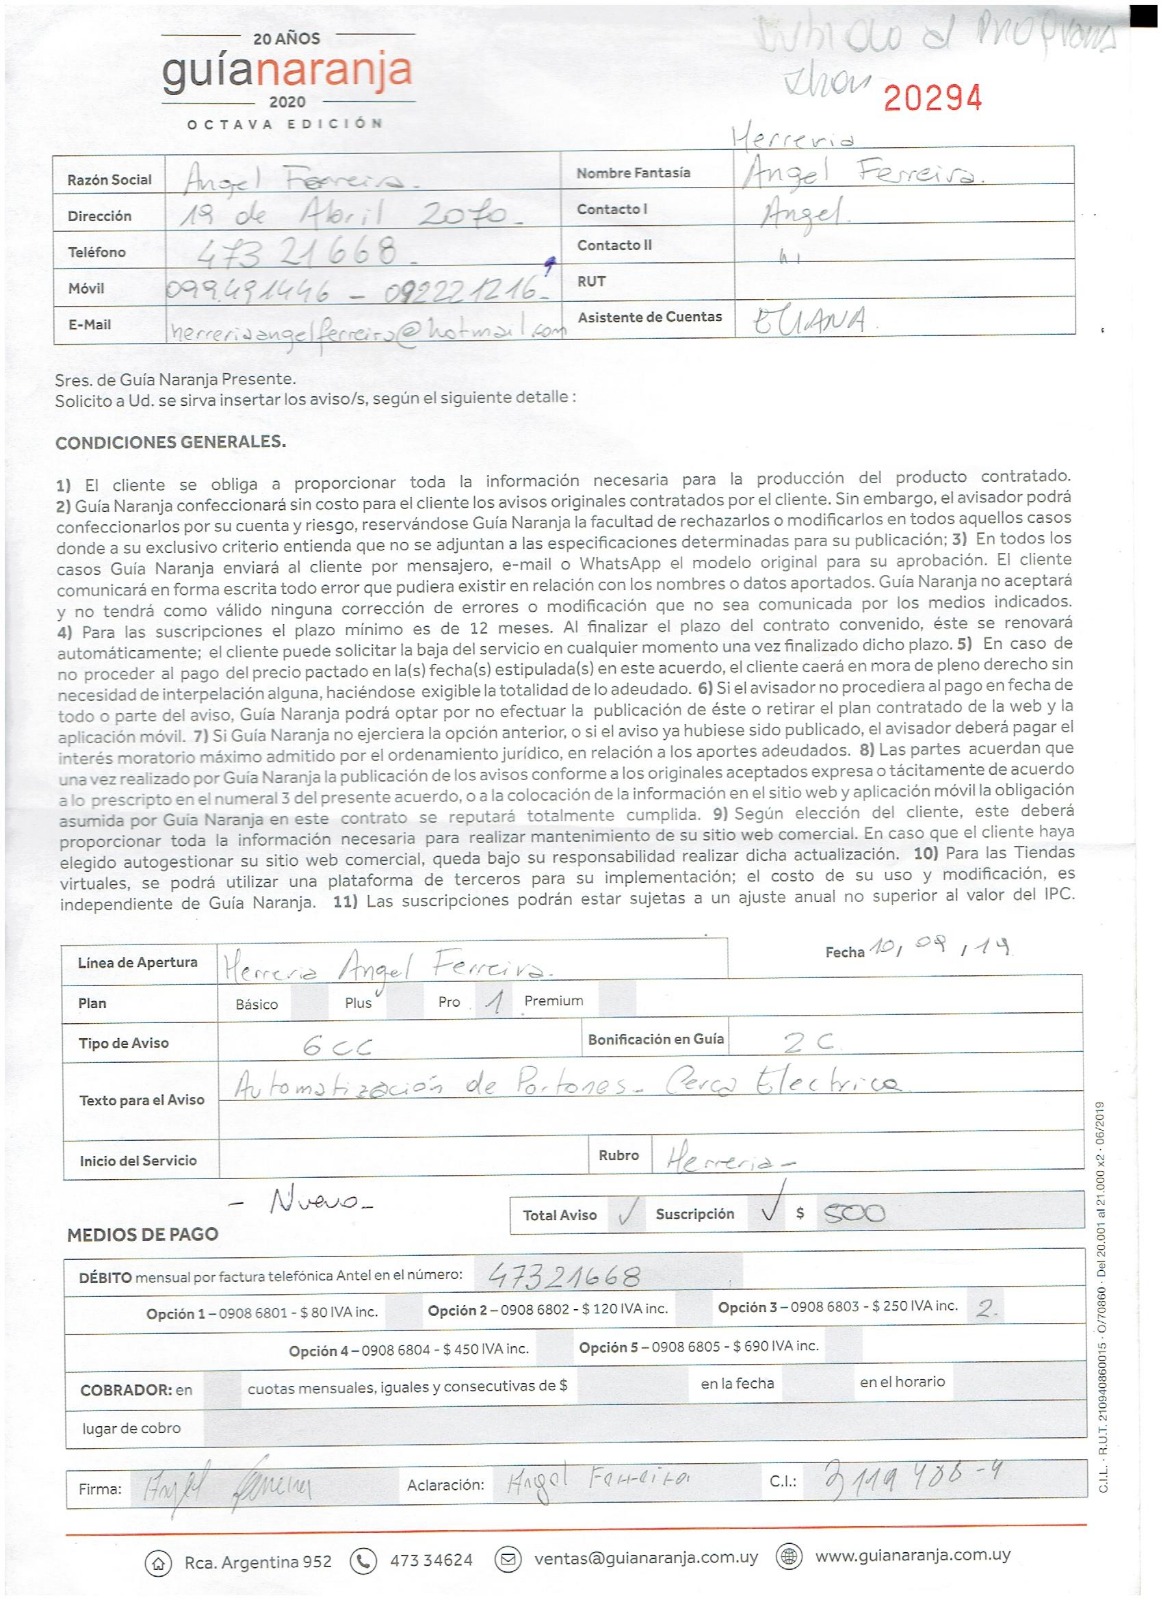 20 AÑOS
guíanaranja
2020
OCTAVA EDICIÓN
Subido al Programa
20294
Herreria
Razón Social Angel Ferreira. Nombre Fantasía Angel Ferreira.
Dirección 19 de Abril 2070 - Contacto I Angel.
Teléfono 473 21668 - Contacto II
Móvil 099.491446 - 092221216 - RUT
E-Mail herreriaangelferreira@hotmail.com Asistente de Cuentas ELIANA.
Sres. de Guía Naranja Presente.
Solicito a Ud. se sirva insertar los aviso/s, según el siguiente detalle :
CONDICIONES GENERALES.
1) El cliente se obliga a proporcionar toda la información necesaria para la producción del producto contratado.
2) Guía Naranja confeccionará sin costo para el cliente los avisos originales contratados por el cliente. Sin embargo, el avisador podrá
confeccionarlos por su cuenta y riesgo, reservándose Guía Naranja la facultad de rechazarlos o modificarlos en todos aquellos casos
donde a su exclusivo criterio entienda que no se adjuntan a las especificaciones determinadas para su publicación; 3) En todos los
casos Guía Naranja enviará al cliente por mensajero, e-mail o WhatsApp el modelo original para su aprobación. El cliente
comunicará en forma escrita todo error que pudiera existir en relación con los nombres o datos aportados. Guía Naranja no aceptará
y no tendrá como válido ninguna corrección de errores o modificación que no sea comunicada por los medios indicados.
4) Para las suscripciones el plazo mínimo es de 12 meses. Al finalizar el plazo del contrato convenido, éste se renovará
automáticamente; el cliente puede solicitar la baja del servicio en cualquier momento una vez finalizado dicho plazo. 5) En caso de
no proceder al pago del precio pactado en la(s) fecha(s) estipulada(s) en este acuerdo, el cliente caerá en mora de pleno derecho sin
necesidad de interpelación alguna, haciéndose exigible la totalidad de lo adeudado. 6) Si el avisador no procediera al pago en fecha de
todo o parte del aviso, Guía Naranja podrá optar por no efectuar la publicación de éste o retirar el plan contratado de la web y la
aplicación móvil. 7) Si Guía Naranja no ejerciera la opción anterior, o si el aviso ya hubiese sido publicado, el avisador deberá pagar el
interés moratorio máximo admitido por el ordenamiento jurídico, en relación a los aportes adeudados. 8) Las partes acuerdan que
una vez realizado por Guía Naranja la publicación de los avisos conforme a los originales aceptados expresa o tácitamente de acuerdo
a lo prescripto en el numeral 3 del presente acuerdo, o a la colocación de la información en el sitio web y aplicación móvil la obligación
asumida por Guía Naranja en este contrato se reputará totalmente cumplida. 9) Según elección del cliente, este deberá
proporcionar toda la información necesaria para realizar mantenimiento de su sitio web comercial. En caso que el cliente haya
elegido autogestionar su sitio web comercial, queda bajo su responsabilidad realizar dicha actualización. 10) Para las Tiendas
virtuales, se podrá utilizar una plataforma de terceros para su implementación; el costo de su uso y modificación, es
independiente de Guía Naranja. 11) Las suscripciones podrán estar sujetas a un ajuste anual no superior al valor del IPC.
Línea de Apertura Herreria Angel Ferreira. Fecha 10, 09, 19
Plan Básico Plus Pro 1 Premium
Tipo de Aviso 6CC Bonificación en Guía 2 C
Texto para el Aviso Automatización de Portones - Cerca Electrica
Inicio del Servicio Rubro Herreria -
- Nuevo - Total Aviso ✓ Suscripción ✓ $ 500
MEDIOS DE PAGO
DÉBITO mensual por factura telefónica Antel en el número: 47321668
Opción 1 – 0908 6801 - $ 80 IVA inc. Opción 2 – 0908 6802 - $ 120 IVA inc. Opción 3 – 0908 6803 - $ 250 IVA inc. 2.
Opción 4 – 0908 6804 - $ 450 IVA inc. Opción 5 – 0908 6805 - $ 690 IVA inc.
COBRADOR: en cuotas mensuales, iguales y consecutivas de $ en la fecha en el horario
lugar de cobro
Firma: Angel Ferreira Aclaración: Angel Ferreira C.I.: 3119 486-4
C.I.L. - R.U.T. 210940860015 - O/70860 - Del 20.001 al 21.000 x2 - 06/2019
Rca. Argentina 952 473 34624 ventas@guianaranja.com.uy www.guianaranja.com.uy